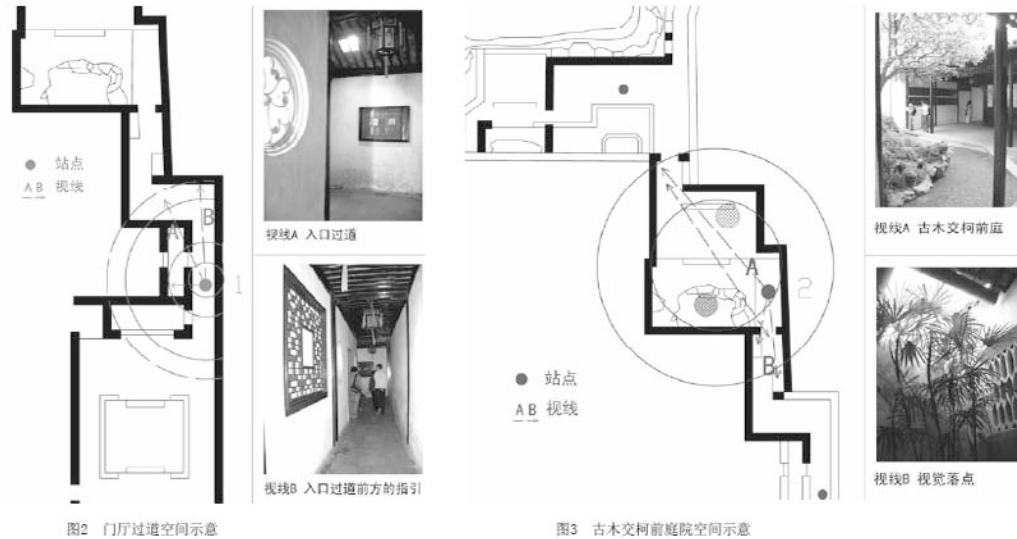 站点
A B 视线
A
B
1
视线A 入口过道
视线B 入口过道前方的指引
图2 门厅过道空间示意
站点
A B 视线
A
B
2
视线A 古木交柯前庭
视线B 视觉落点
图3 古木交柯前庭院空间示意